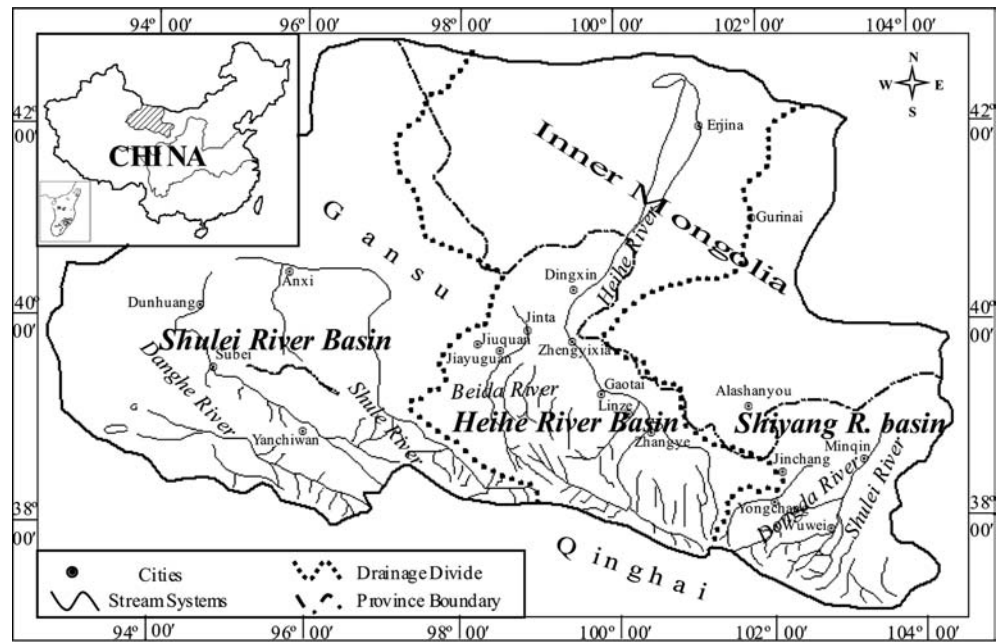 94° 00′ 96° 00′ 98° 00′ 100° 00′ 102° 00′ 104° 00′
N
W E
S
42°
00′
42°
00′
CHINA
Erjina
Inner Mongolia
Gansu
Gurinai
Heihe River
Dingxin
Anxi
Dunhuang
40°
00′
40°
00′
Jinta
Shulei River Basin
Jiuquan
Zhengyixia
Jiayuguan
Subei
Danghe River
Shule River
Beida River
Gaotai
Linze
Alashanyou
Heihe River Basin
Shiyang R. basin
Yanchiwan
Zhangye
Minqin
Jinchang
Dongda River
Shulei River
Yongchang
Wuwei
38°
00′
38°
00′
Qinghai
Cities
Drainage Divide
Stream Systems
Province Boundary
94° 00′ 96° 00′ 98° 00′ 100° 00′ 102° 00′ 104° 00′